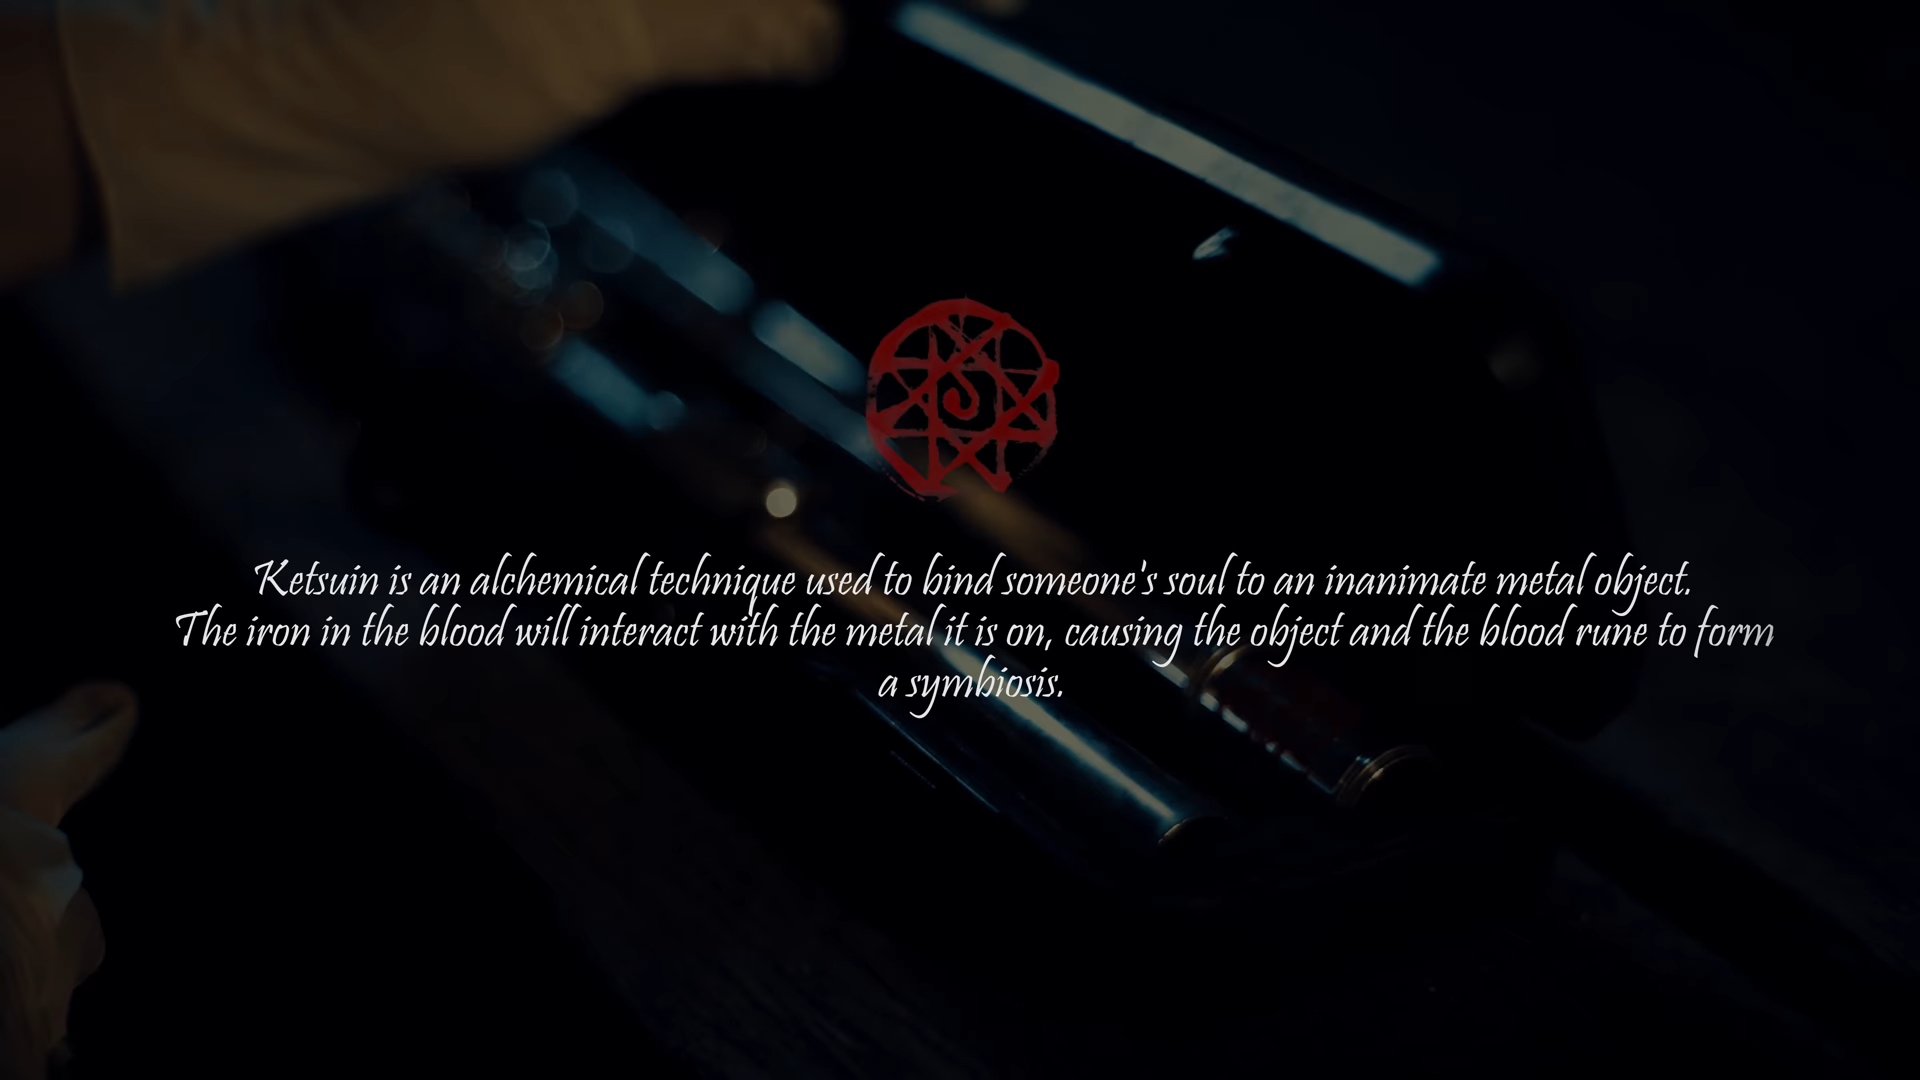 Ketsuin is an alchemical technique used to bind someone's soul to an inanimate metal object.
The iron in the blood will interact with the metal it is on, causing the object and the blood rune to form
a symbiosis.